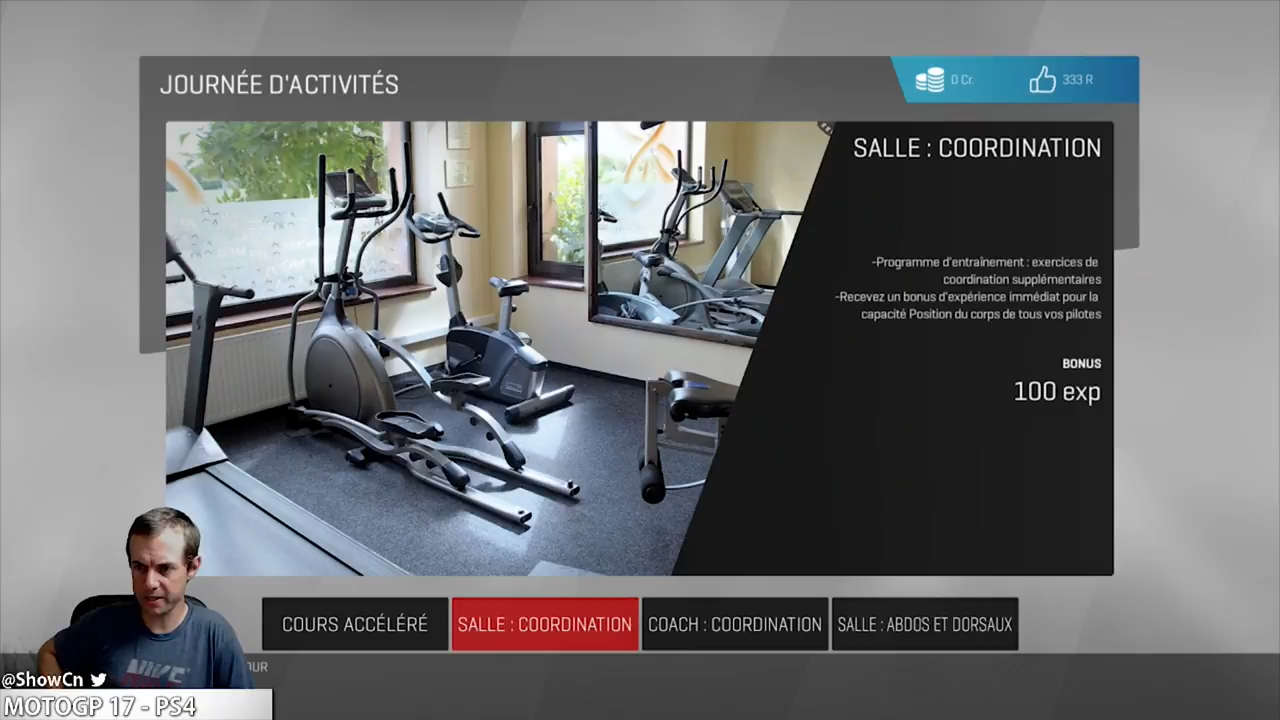 JOURNÉE D'ACTIVITÉS
0 Cr.
333 R
SALLE : COORDINATION
-Programme d'entraînement : exercices de
coordination supplémentaires
-Recevez un bonus d'expérience immédiat pour la
capacité Position du corps de tous vos pilotes
BONUS
100 exp
COURS ACCÉLÉRÉ
SALLE : COORDINATION
COACH : COORDINATION
SALLE : ABDOS ET DORSAUX
OUR
NIKE
@ShowCn
MOTOGP 17 - PS4